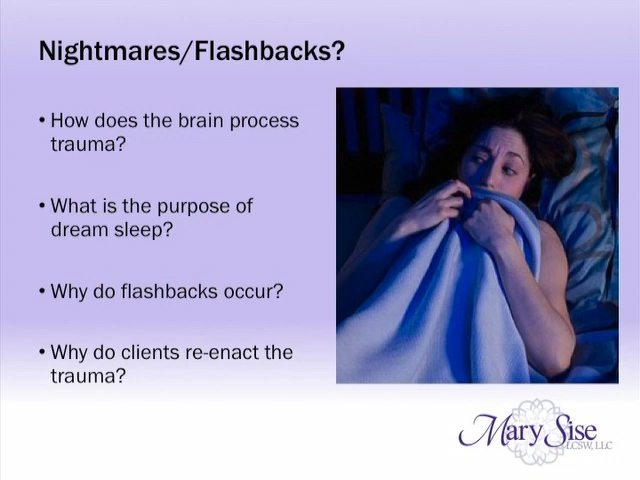 Nightmares/Flashbacks?
• How does the brain process
trauma?
• What is the purpose of
dream sleep?
• Why do flashbacks occur?
• Why do clients re-enact the
trauma?
Mary Sise
LCSW, LLC